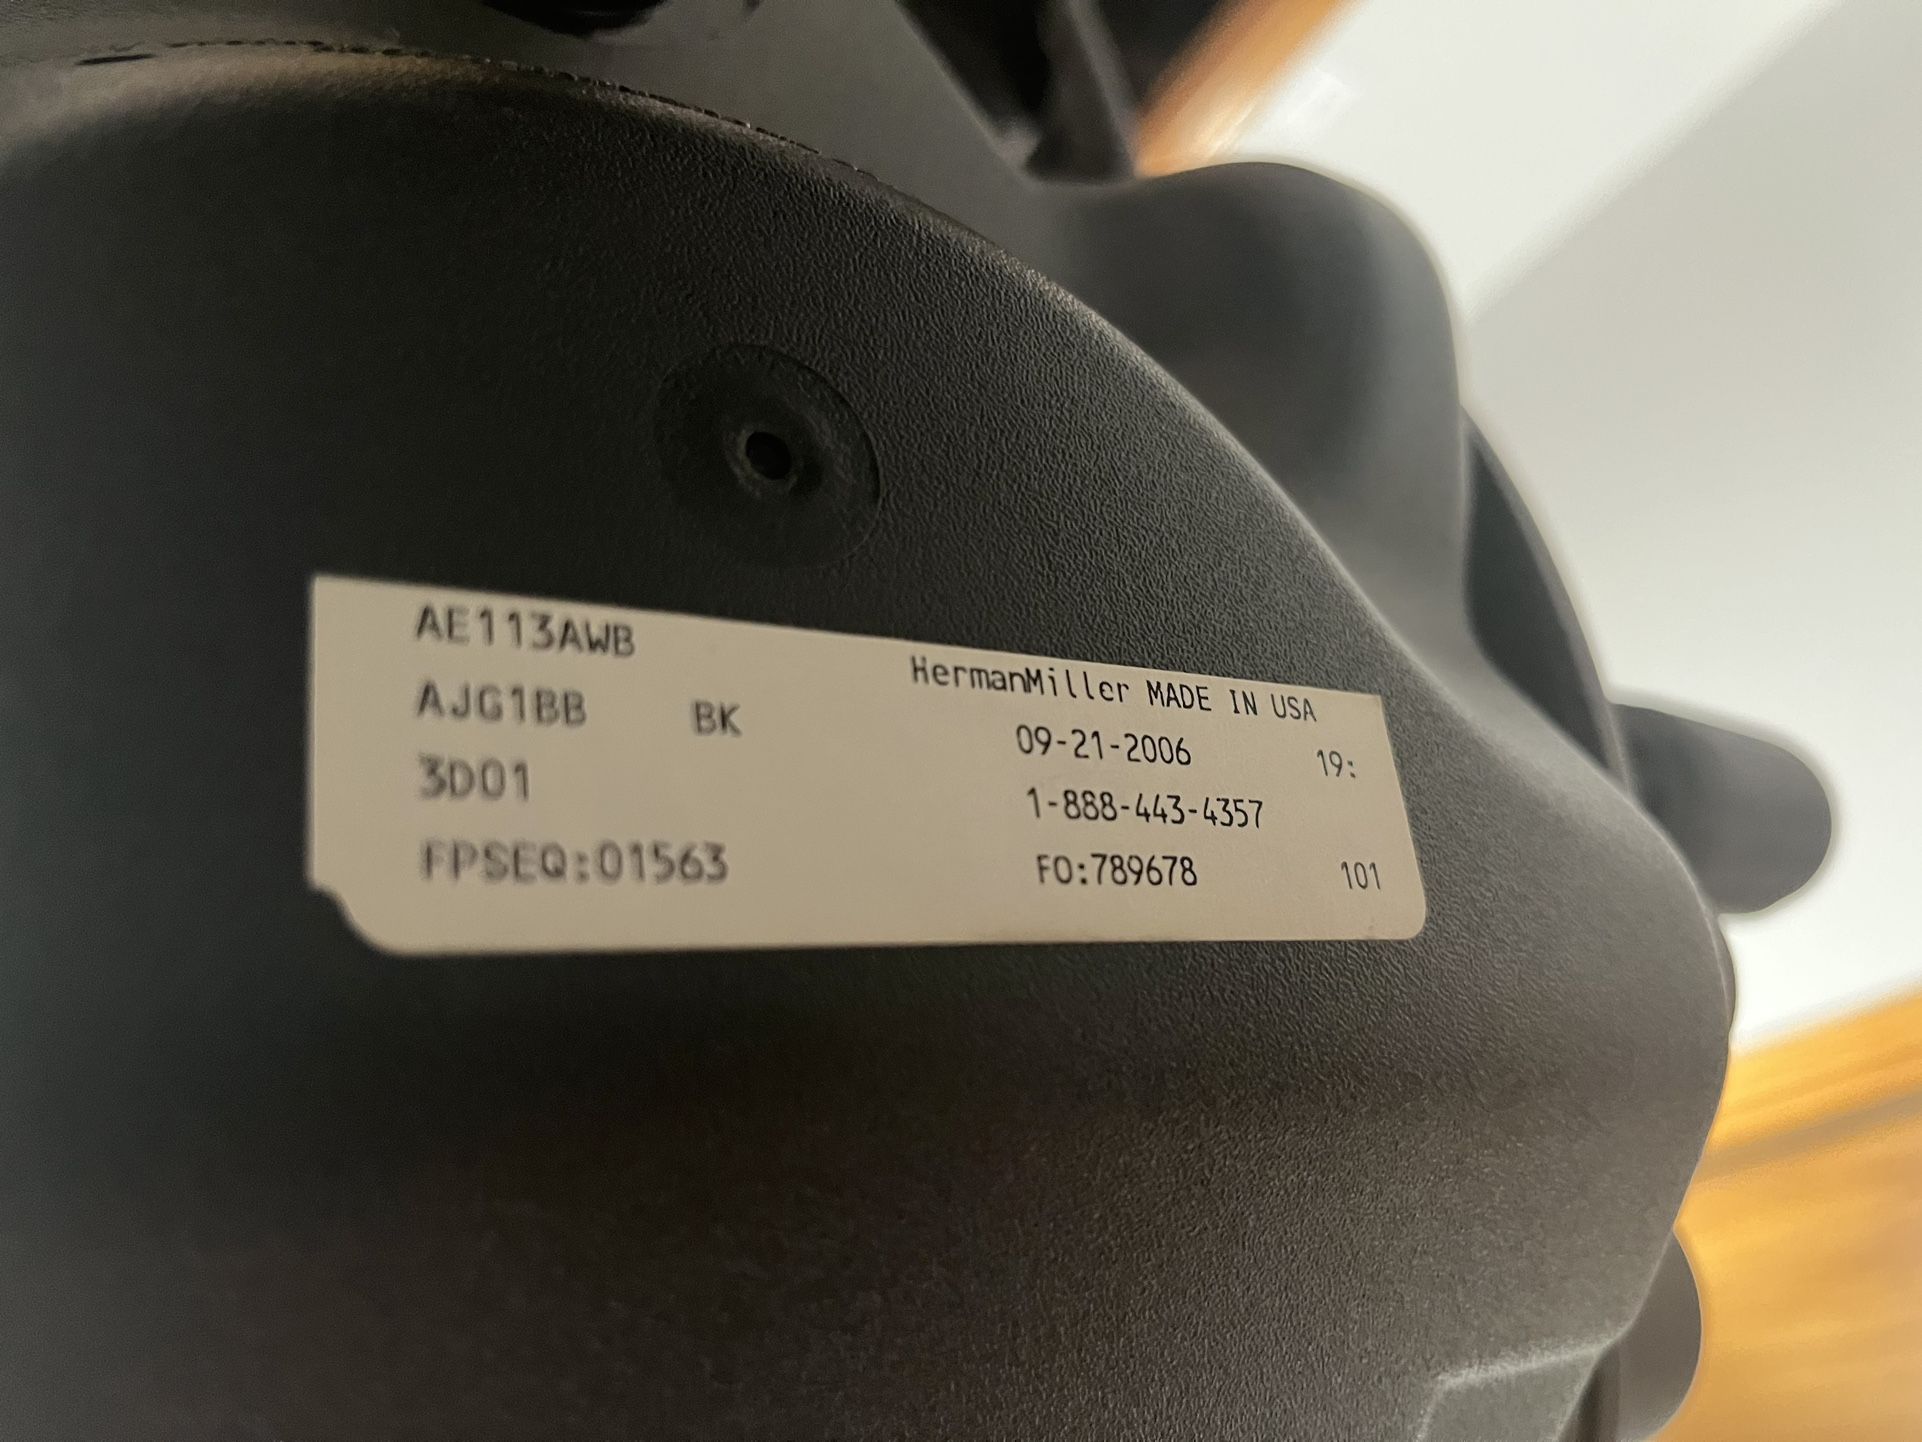 AE113AWB
AJG1BB BK
3D01
FPSEQ:01563
HermanMiller MADE IN USA
09-21-2006 19:
1-888-443-4357
FO:789678 101